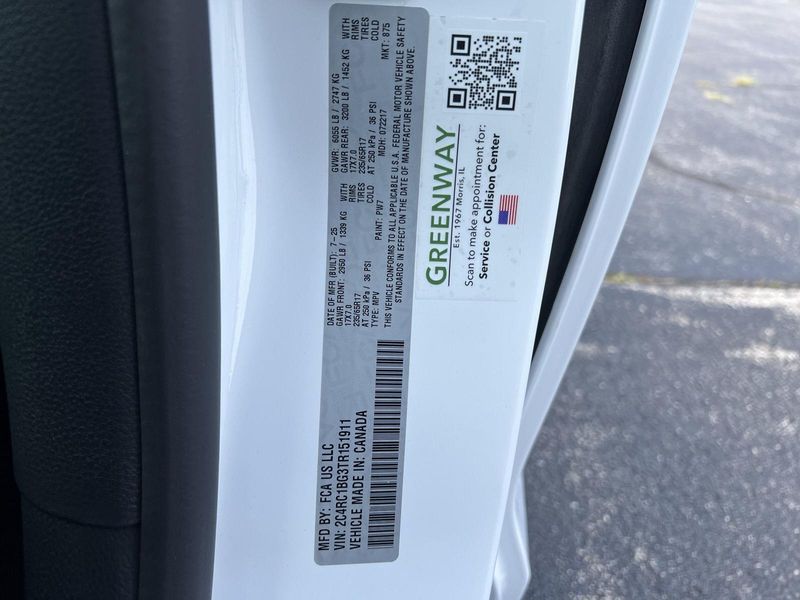 MFD BY: FCA US LLC
VIN: 2C4RC1BG3TR151911
VEHICLE MADE IN: CANADA
DATE OF MFR (BUILT): 7-25 GVWR: 6055 LB / 2747 KG
GAWR FRONT: 2950 LB / 1339 KG WITH GAWR REAR: 3200 LB / 1452 KG WITH
17X7.0 RIMS 17X7.0 RIMS
235/65R17 TIRES 235/65R17 TIRES
AT 250 kPa / 36 PSI COLD AT 250 kPa / 36 PSI COLD
TYPE: MPV PAINT: PW7 MDH: 072217 MKT: 875
THIS VEHICLE CONFORMS TO ALL APPLICABLE U.S.A. FEDERAL MOTOR VEHICLE SAFETY
STANDARDS IN EFFECT ON THE DATE OF MANUFACTURE SHOWN ABOVE.
GREENWAY
Est. 1967 Morris, IL
Scan to make appointment for:
Service or Collision Center